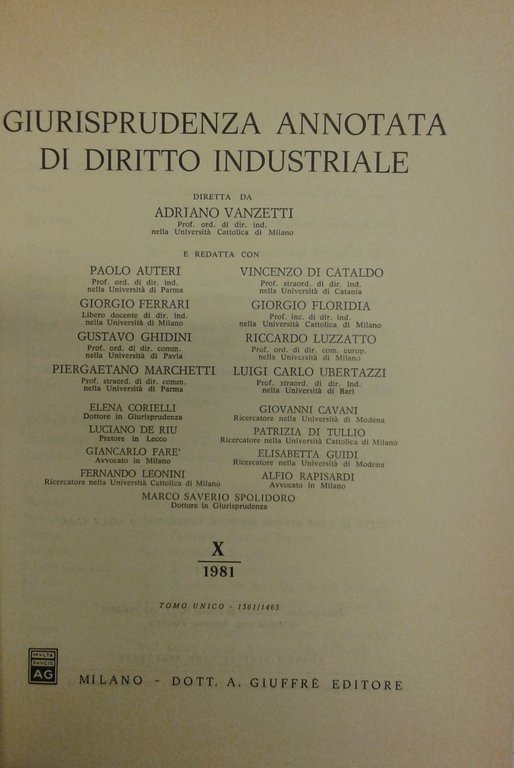 GIURISPRUDENZA ANNOTATA
DI DIRITTO INDUSTRIALE
DIRETTA DA
ADRIANO VANZETTI
Prof. ord. di dir. ind.
nella Università Cattolica di Milano
E REDATTA CON
PAOLO AUTERI
Prof. ord. di dir. ind.
nella Università di Parma
VINCENZO DI CATALDO
Prof. straord. di dir. ind.
nella Università di Catania
GIORGIO FERRARI
Libero docente di dir. ind.
nella Università di Milano
GIORGIO FLORIDIA
Prof. inc. di dir. ind.
nella Università Cattolica di Milano
GUSTAVO GHIDINI
Prof. ord. di dir. comm.
nella Università di Pavia
RICCARDO LUZZATTO
Prof. ord. di dir. com. europ.
nella Università di Milano
PIERGAETANO MARCHETTI
Prof. straord. di dir. comm.
nella Università di Parma
LUIGI CARLO UBERTAZZI
Prof. straord. di dir. ind.
nella Università di Bari
ELENA CORIELLI
Dottore in Giurisprudenza
GIOVANNI CAVANI
Ricercatore nella Università di Modena
LUCIANO DE RIU
Pretore in Lecco
PATRIZIA DI TULLIO
Ricercatore nella Università Cattolica di Milano
GIANCARLO FARE'
Avvocato in Milano
ELISABETTA GUIDI
Ricercatore nella Università di Modena
FERNANDO LEONINI
Ricercatore nella Università Cattolica di Milano
ALFIO RAPISARDI
Avvocato in Milano
MARCO SAVERIO SPOLIDORO
Dottore in Giurisprudenza
X
1981
TOMO UNICO - 1361/1465
MVLTA
PAVCIS
AG
MILANO - DOTT. A. GIUFFRÈ EDITORE